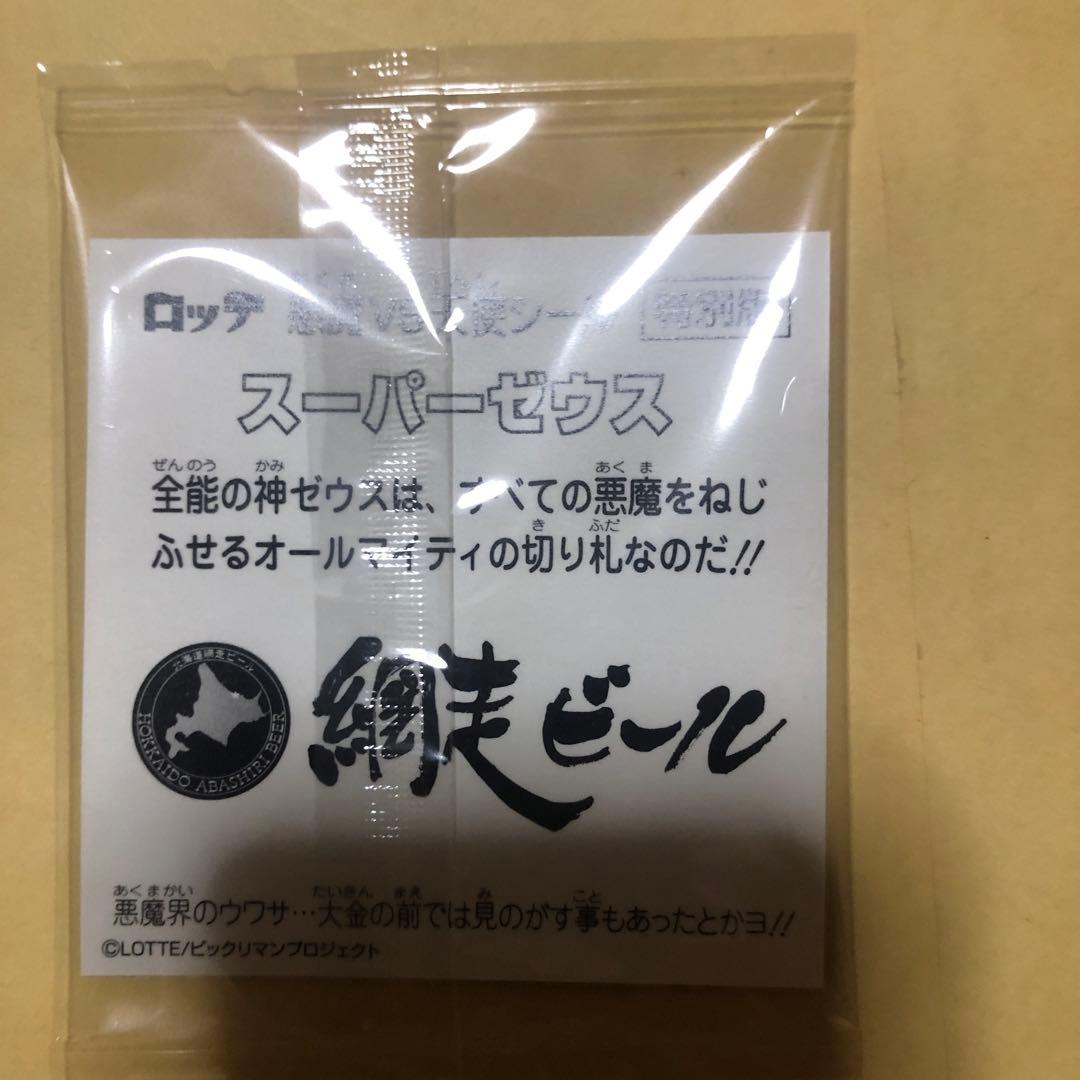 ロッテ 悪魔VS天使シール 特別版
スーパーゼウス
ぜんのう かみ あくま
全能の神ゼウスは、すべての悪魔をねじ
き ふだ
ふせるオールマイティの切り札なのだ!!
北海道網走ビール
HOKKAIDO ABASHIRI BEER
網走ビール
あくまかい たいきん まえ み こと
悪魔界のウワサ…大金の前では見のがす事もあったとかヨ!!
©LOTTE/ビックリマンプロジェクト